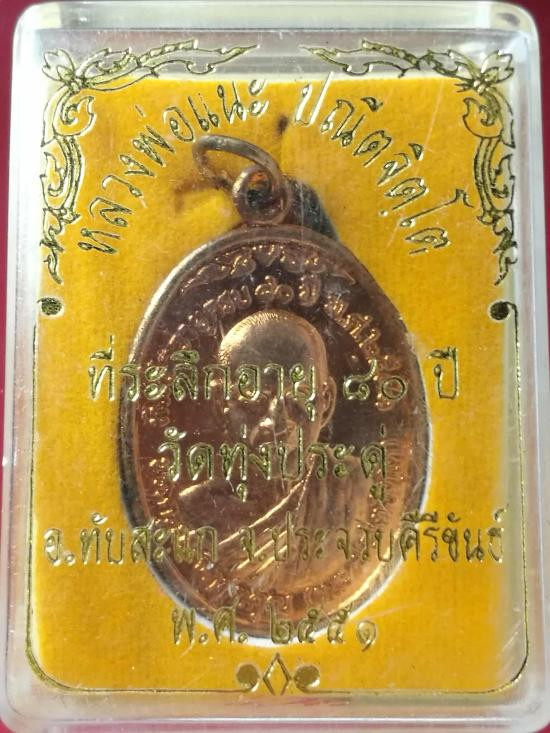 หลวงพ่อแนะ ปณีตจิตฺโต
ที่ระลึกอายุ ๘๐ ปี
วัดทุ่งประดู่
อ.ทับสะแก จ.ประจวบคีรีขันธ์
พ.ศ. ๒๕๕๑